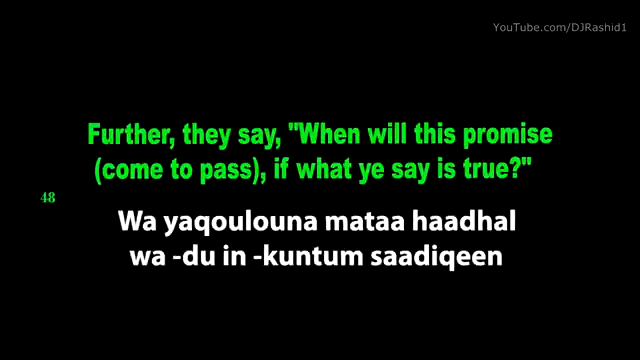 YouTube.com/DJRashid1
Further, they say, "When will this promise
(come to pass), if what ye say is true?"
48
Wa yaqoulouna mataa haadhal
wa -du in -kuntum saadiqeen